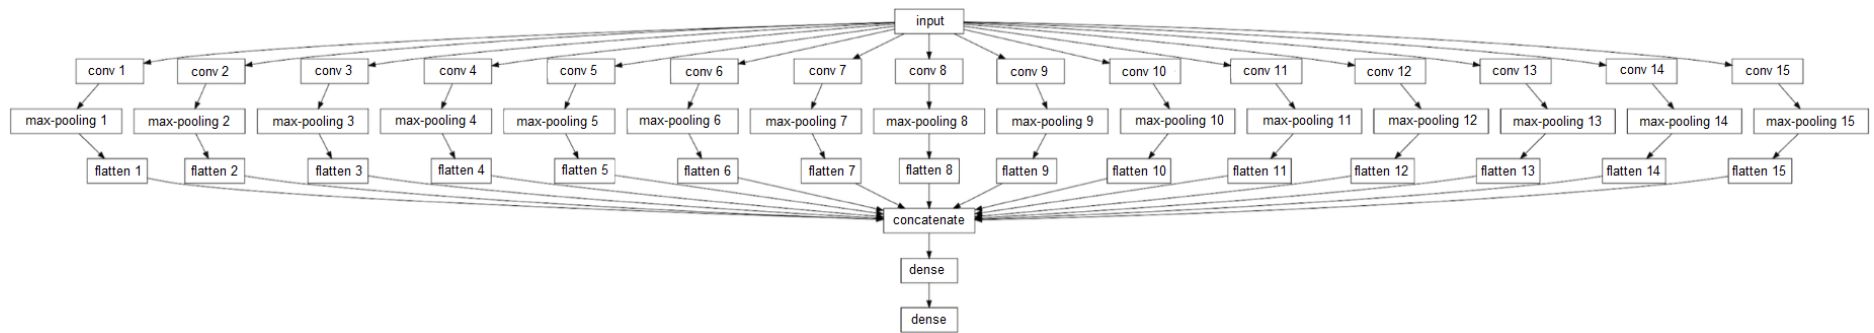 input
conv 1 conv 2 conv 3 conv 4 conv 5 conv 6 conv 7 conv 8 conv 9 conv 10 conv 11 conv 12 conv 13 conv 14 conv 15
max-pooling 1 max-pooling 2 max-pooling 3 max-pooling 4 max-pooling 5 max-pooling 6 max-pooling 7 max-pooling 8 max-pooling 9 max-pooling 10 max-pooling 11 max-pooling 12 max-pooling 13 max-pooling 14 max-pooling 15
flatten 1 flatten 2 flatten 3 flatten 4 flatten 5 flatten 6 flatten 7 flatten 8 flatten 9 flatten 10 flatten 11 flatten 12 flatten 13 flatten 14 flatten 15
concatenate
dense
dense